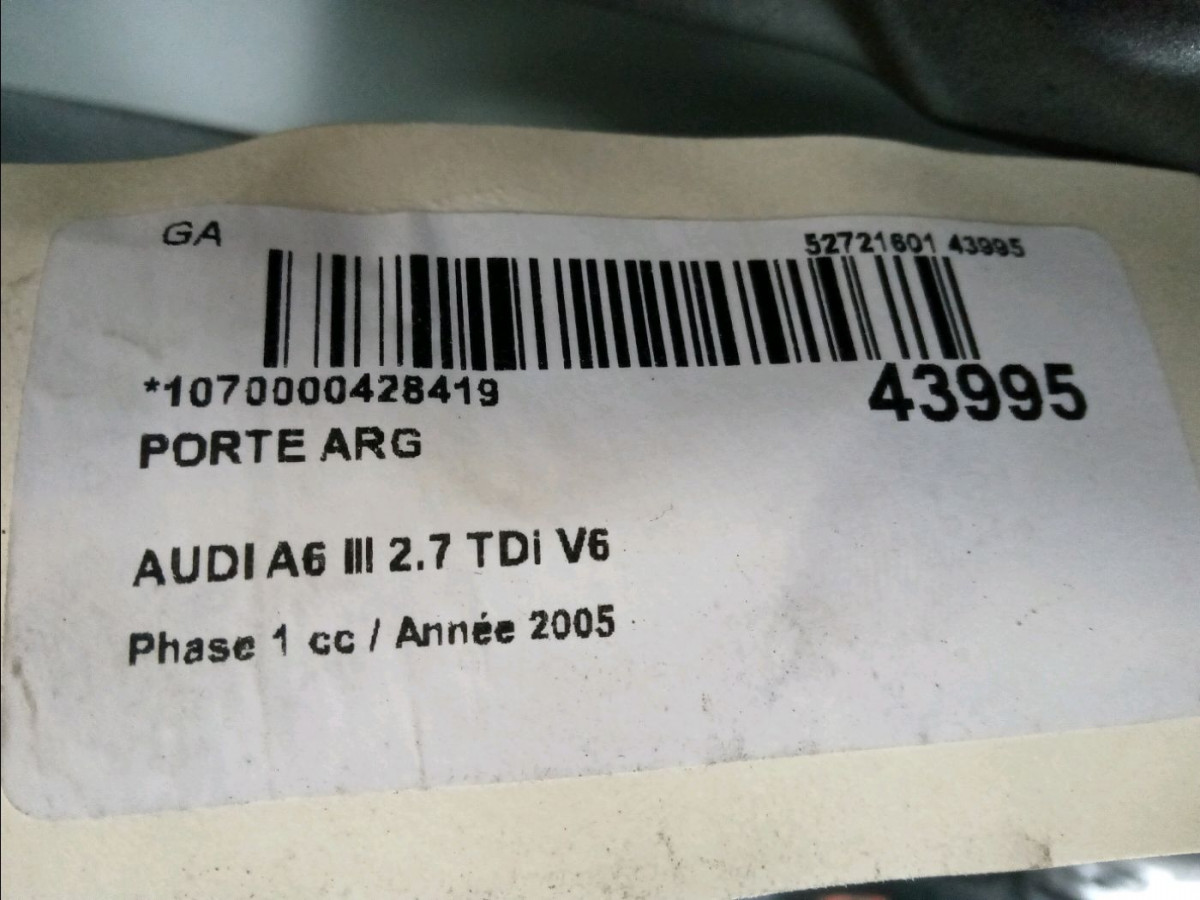 GA
52721601 43995
*1070000428419
43995
PORTE ARG
AUDI A6 III 2.7 TDi V6
Phase 1 cc / Année 2005